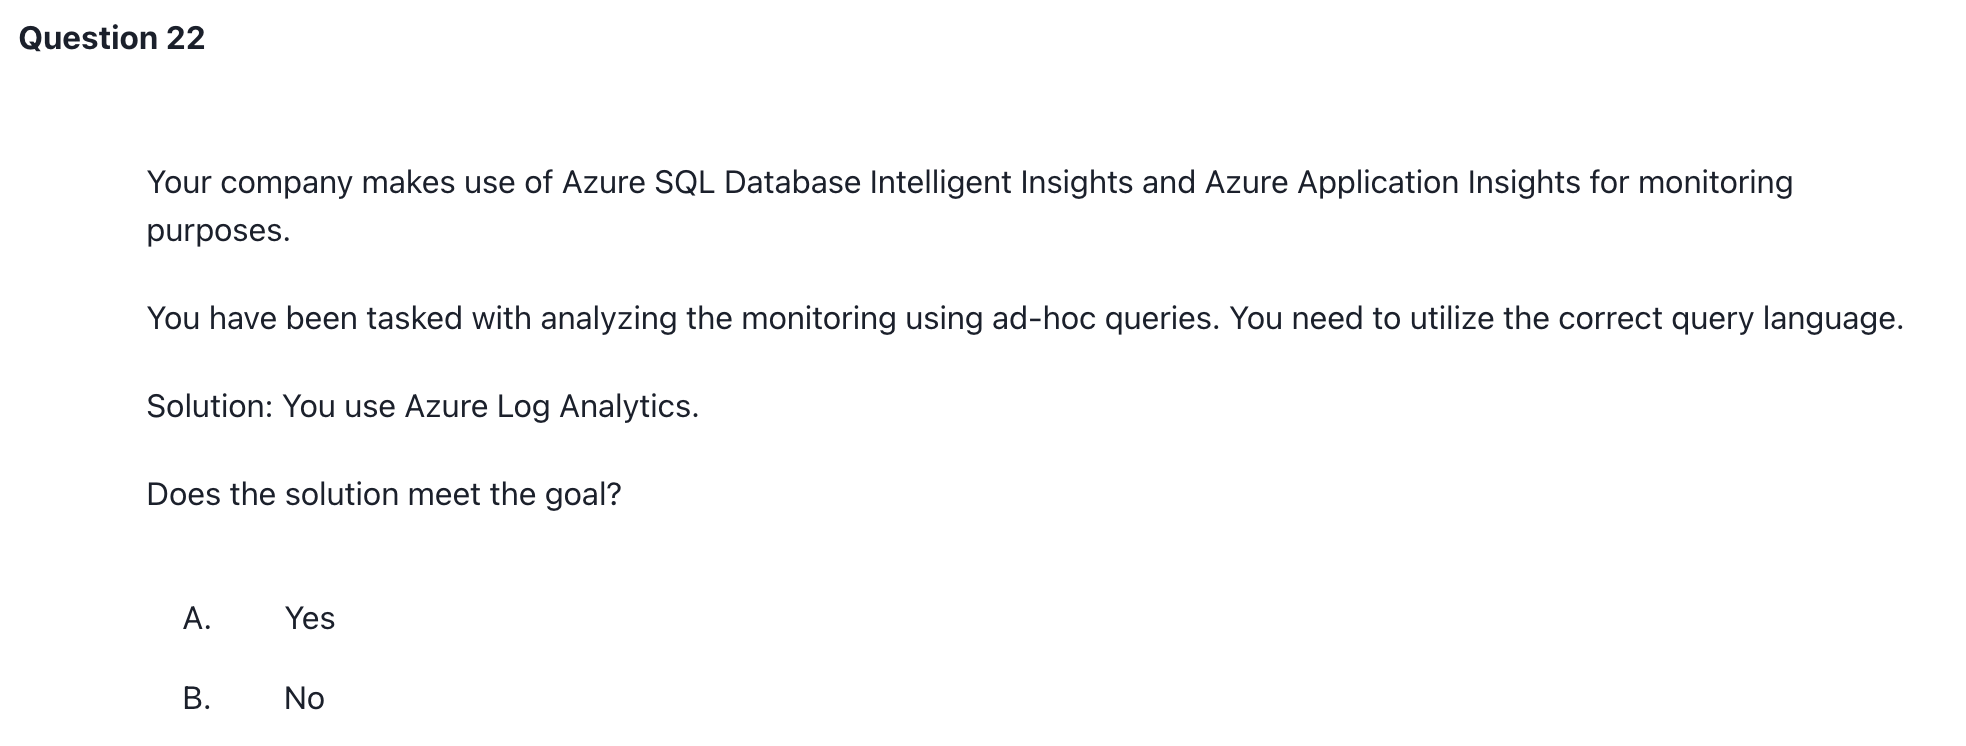 Question 22
Your company makes use of Azure SQL Database Intelligent Insights and Azure Application Insights for monitoring
purposes.
You have been tasked with analyzing the monitoring using ad-hoc queries. You need to utilize the correct query language.
Solution: You use Azure Log Analytics.
Does the solution meet the goal?
A. Yes
B. No